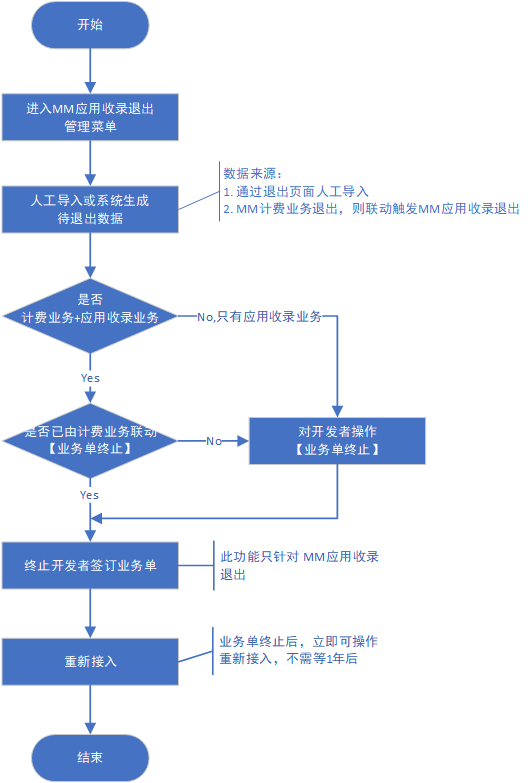 开始
进入MM应用收录退出
管理菜单
人工导入或系统生成
待退出数据
数据来源：
1. 通过退出页面人工导入
2. MM计费业务退出，则联动触发MM应用收录退出
是否
计费业务+应用收录业务
No,只有应用收录业务
Yes
是否已由计费业务联动
【业务单终止】
No
对开发者操作
【业务单终止】
Yes
终止开发者签订业务单
此功能只针对 MM应用收录
退出
重新接入
业务单终止后，立即可操作
重新接入，不需等1年后
结束